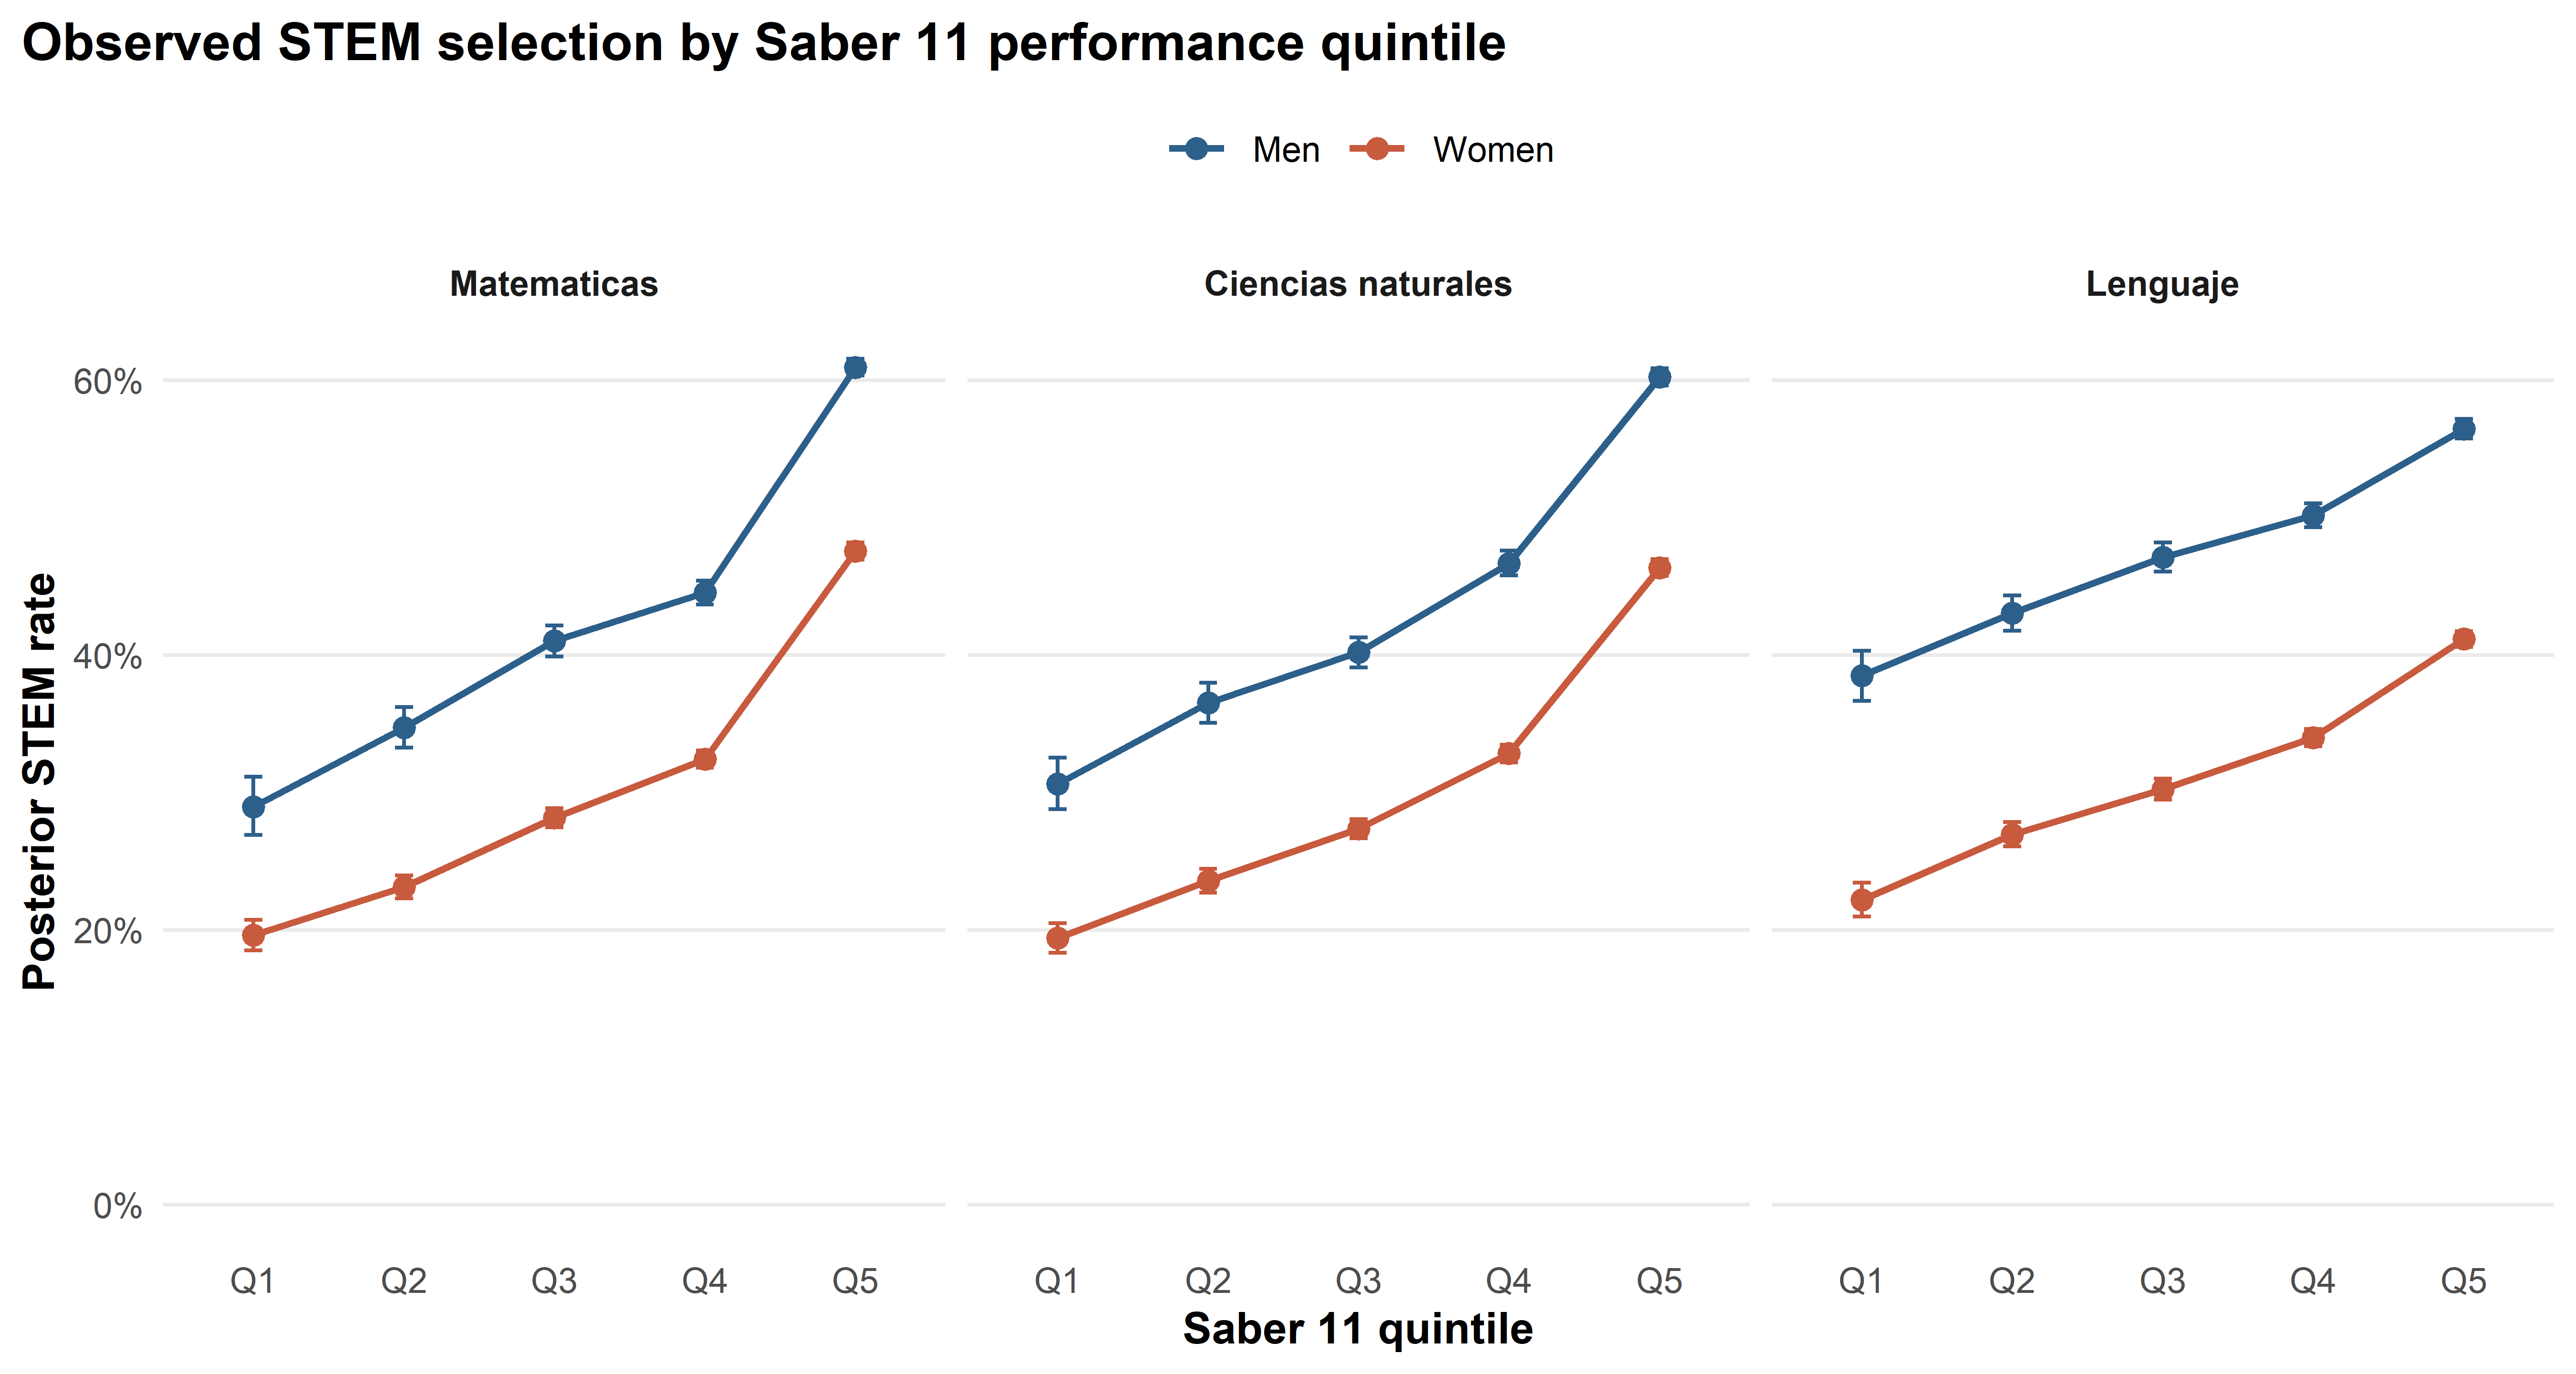 Observed STEM selection by Saber 11 performance quintile
Men Women
Matematicas Ciencias naturales Lenguaje
Posterior STEM rate
60%
40%
20%
0%
Q1 Q2 Q3 Q4 Q5 Q1 Q2 Q3 Q4 Q5 Q1 Q2 Q3 Q4 Q5
Saber 11 quintile